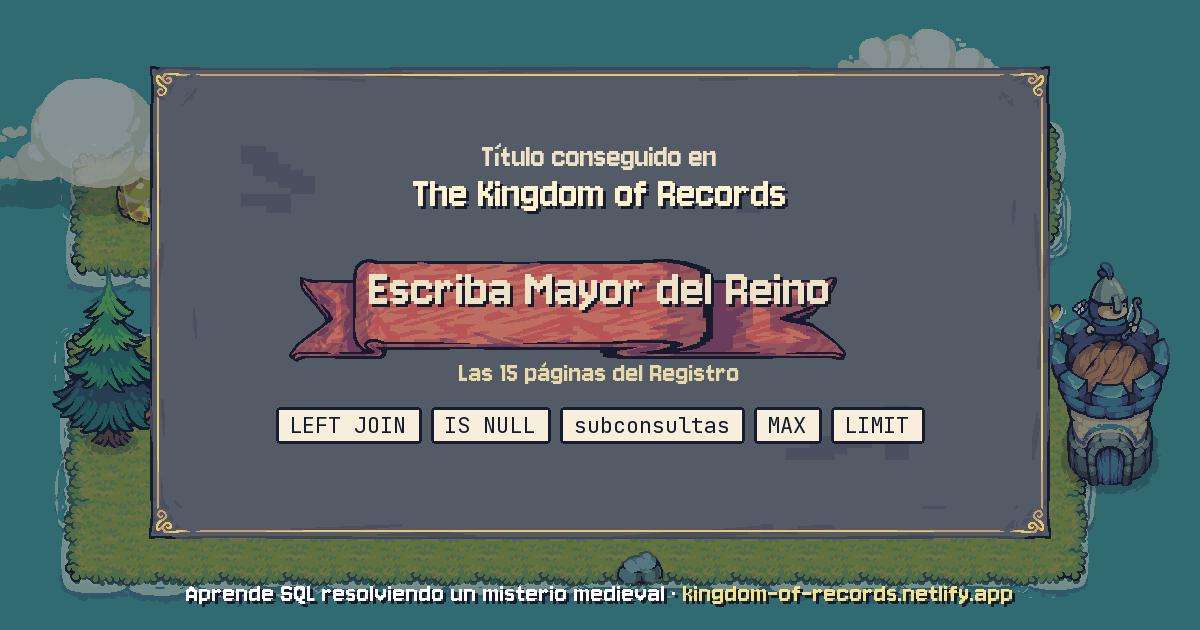 Título conseguido en
The Kingdom of Records
Escriba Mayor del Reino
Las 15 páginas del Registro
LEFT JOIN IS NULL subconsultas MAX LIMIT
Aprende SQL resolviendo un misterio medieval · kingdom-of-records.netlify.app